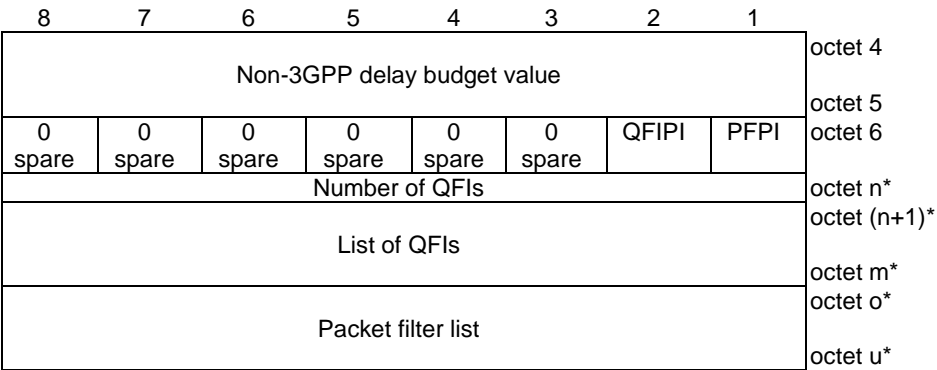 8 7 6 5 4 3 2 1
octet 4
Non-3GPP delay budget value
octet 5
0 0 0 0 0 0 QFIPI PFPI octet 6
spare spare spare spare spare spare
Number of QFIs octet n*
octet (n+1)*
List of QFIs
octet m*
octet o*
Packet filter list
octet u*